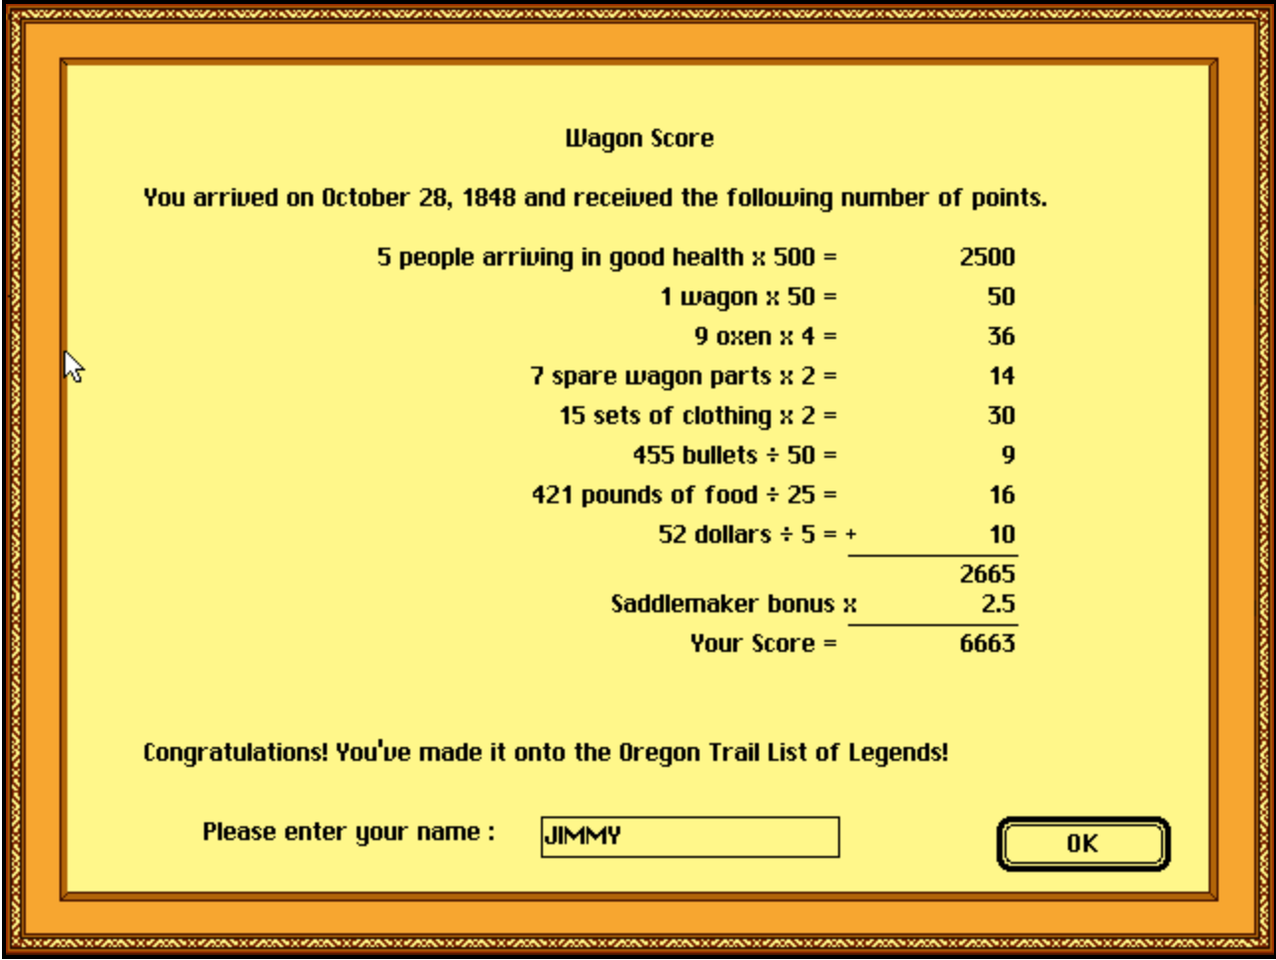 Wagon Score
You arrived on October 28, 1848 and received the following number of points.
5 people arriving in good health x 500 = 2500
1 wagon x 50 = 50
9 oxen x 4 = 36
7 spare wagon parts x 2 = 14
15 sets of clothing x 2 = 30
455 bullets ÷ 50 = 9
421 pounds of food ÷ 25 = 16
52 dollars ÷ 5 = + 10
2665
Saddlemaker bonus x 2.5
Your Score = 6663
Congratulations! You've made it onto the Oregon Trail List of Legends!
Please enter your name : JIMMY OK